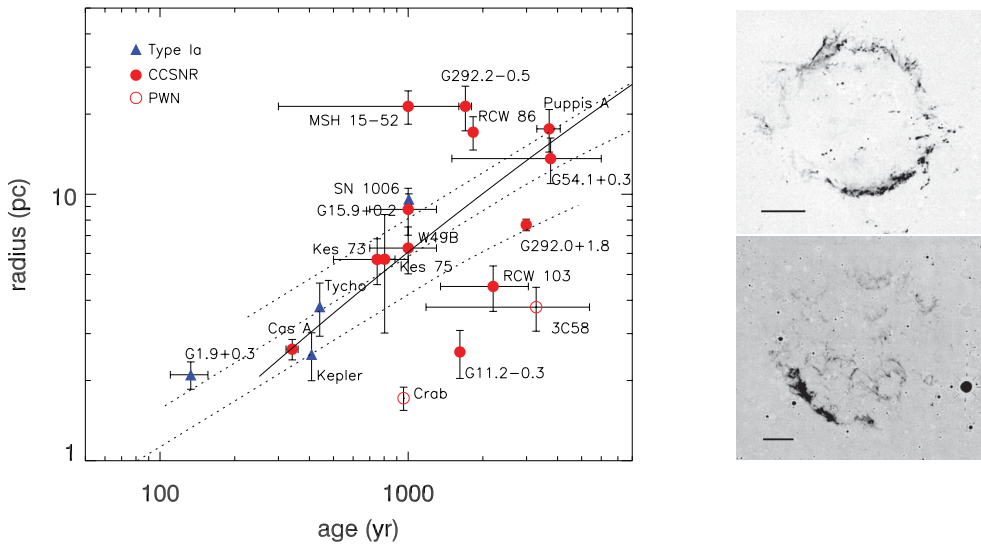 Type Ia
CCSNR
PWN
G292.2−0.5
MSH 15−52
RCW 86
Puppis A
G54.1+0.3
SN 1006
G15.9+0.2
W49B
Kes 73
Kes 75
G292.0+1.8
RCW 103
Tycho
3C58
Cas A
G1.9+0.3
Kepler
G11.2−0.3
Crab
10
1
radius (pc)
100
1000
age (yr)